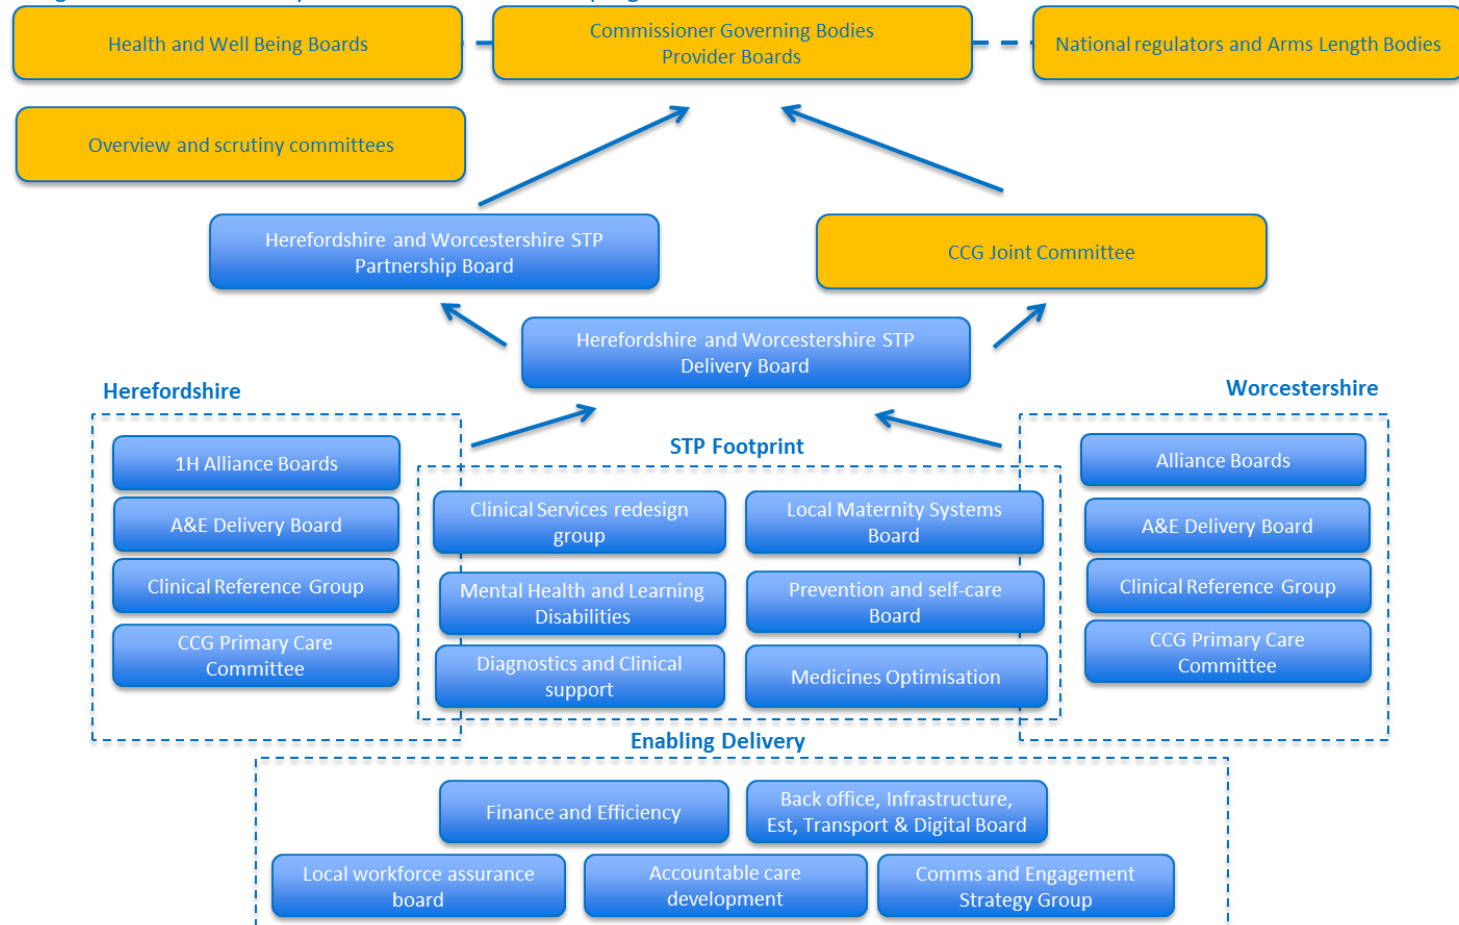 Health and Well Being Boards
Commissioner Governing Bodies
Provider Boards
National regulators and Arms Length Bodies
Overview and scrutiny committees
Herefordshire and Worcestershire STP
Partnership Board
CCG Joint Committee
Herefordshire and Worcestershire STP
Delivery Board
Herefordshire
1H Alliance Boards
A&E Delivery Board
Clinical Reference Group
CCG Primary Care
Committee
STP Footprint
Clinical Services redesign
group
Local Maternity Systems
Board
Mental Health and Learning
Disabilities
Prevention and self-care
Board
Diagnostics and Clinical
support
Medicines Optimisation
Worcestershire
Alliance Boards
A&E Delivery Board
Clinical Reference Group
CCG Primary Care
Committee
Enabling Delivery
Finance and Efficiency
Back office, Infrastructure,
Est, Transport & Digital Board
Local workforce assurance
board
Accountable care
development
Comms and Engagement
Strategy Group